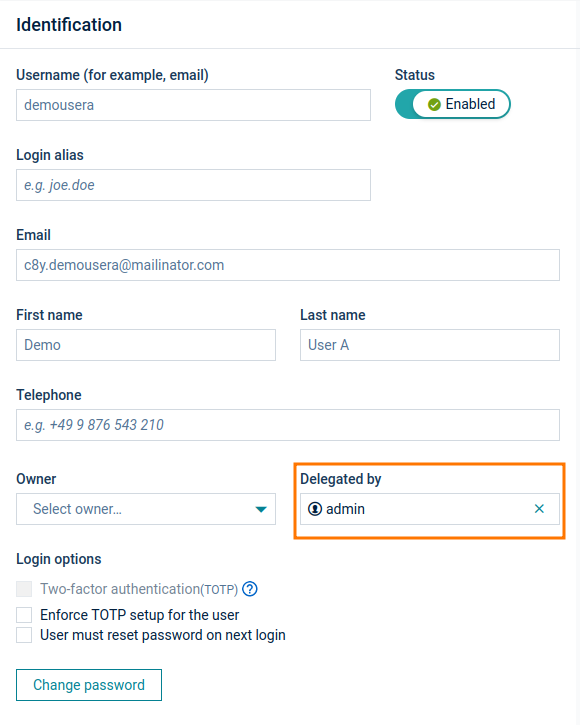 Identification
Username (for example, email)
Status
demousera
Enabled
Login alias
e.g. joe.doe
Email
c8y.demousera@mailinator.com
First name
Last name
Demo
User A
Telephone
e.g. +49 9 876 543 210
Owner
Delegated by
Select owner...
admin
Login options
Two-factor authentication(TOTP)
Enforce TOTP setup for the user
User must reset password on next login
Change password